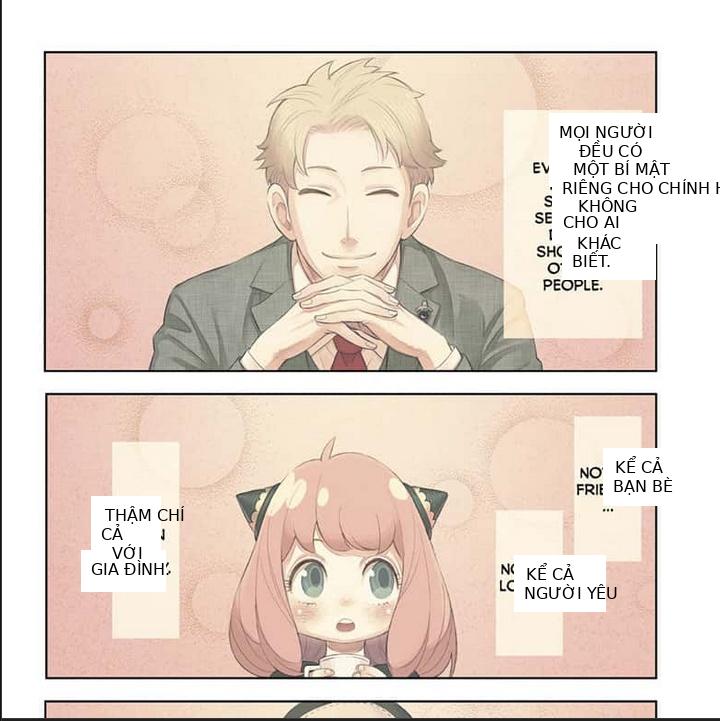 MỌI NGƯỜI
ĐỀU CÓ
MỘT BÍ MẬT
RIÊNG CHO CHÍNH
KHÔNG
CHO AI
KHÁC
BIẾT.
PEOPLE.
KỂ CẢ
BẠN BÈ
...
KỂ CẢ
NGƯỜI YÊU
THẬM CHÍ
CẢ
VỚI
GIA ĐÌNH